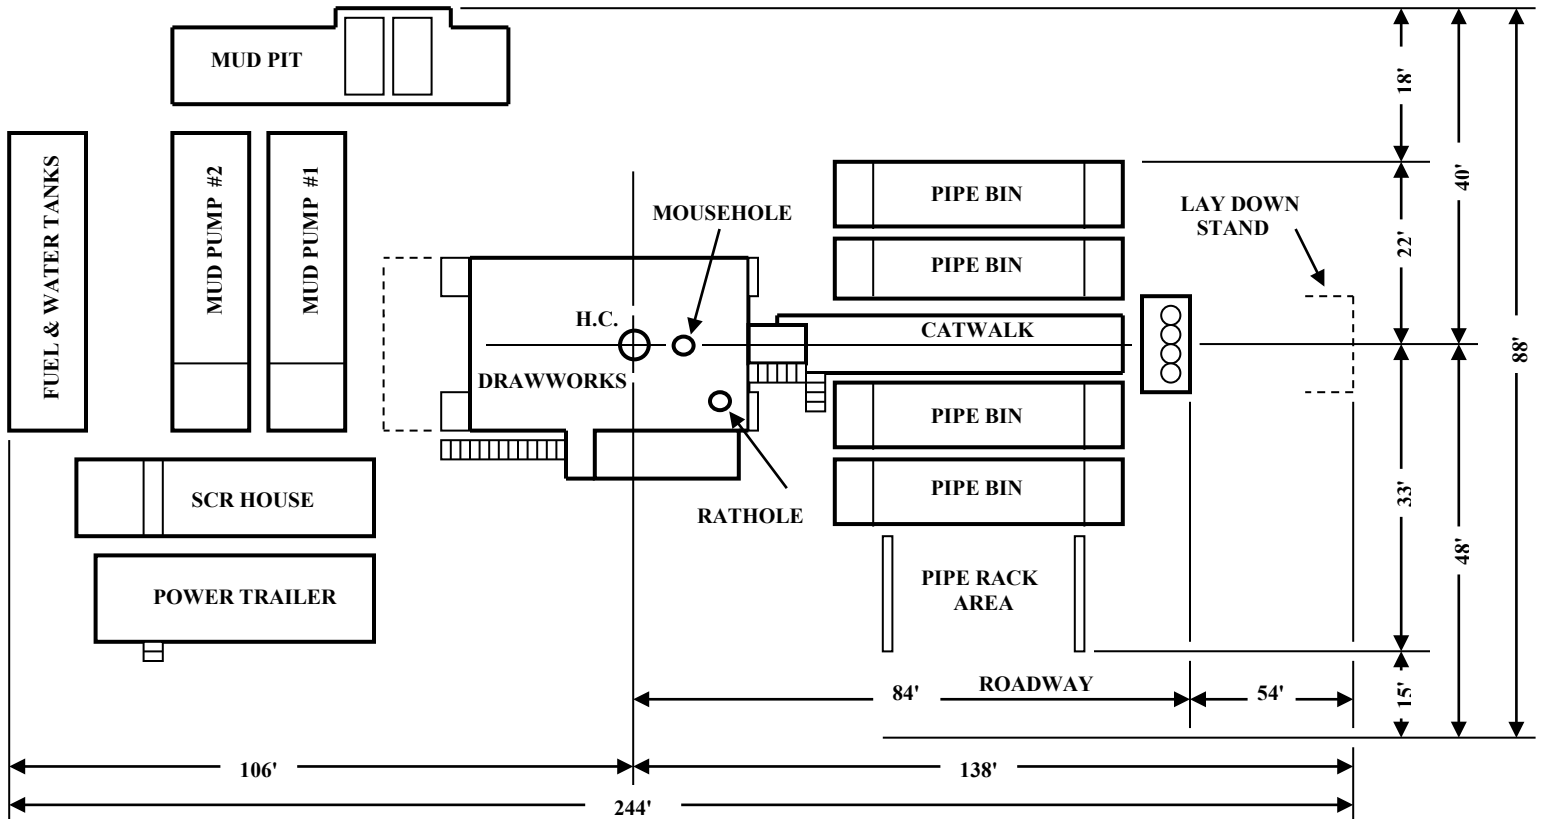 MUD PIT
18'
FUEL & WATER TANKS
MUD PUMP #2
MUD PUMP #1
PIPE BIN
40'
LAY DOWN
STAND
MOUSEHOLE
22'
PIPE BIN
H.C.
CATWALK
88'
DRAWWORKS
PIPE BIN
SCR HOUSE
PIPE BIN
33'
RATHOLE
48'
POWER TRAILER
PIPE RACK
AREA
84'
ROADWAY
54'
15'
106'
138'
244'